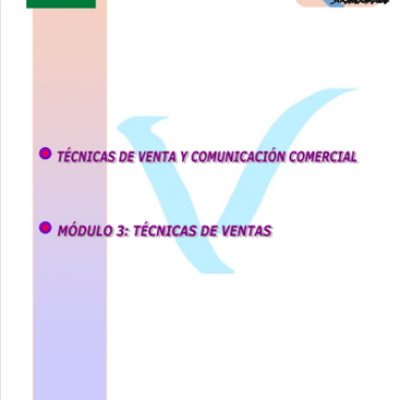 TÉCNICAS DE VENTA Y COMUNICACIÓN COMERCIAL
MÓDULO 3: TÉCNICAS DE VENTAS